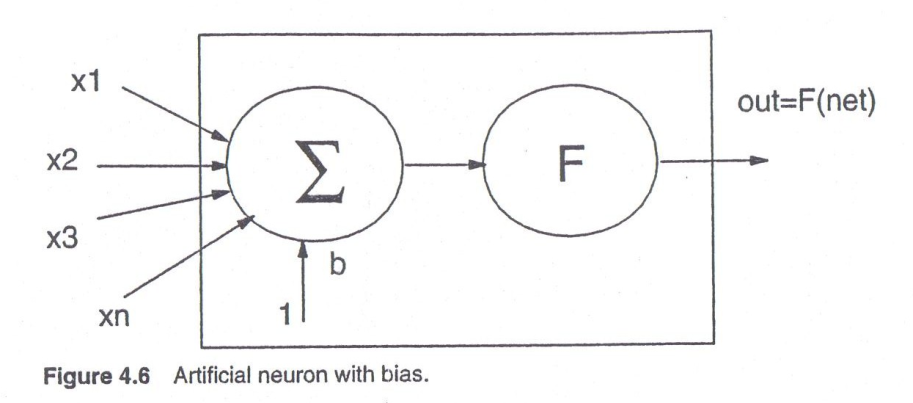 x1
x2
x3
xn
Σ
F
out=F(net)
b
1
Figure 4.6 Artificial neuron with bias.